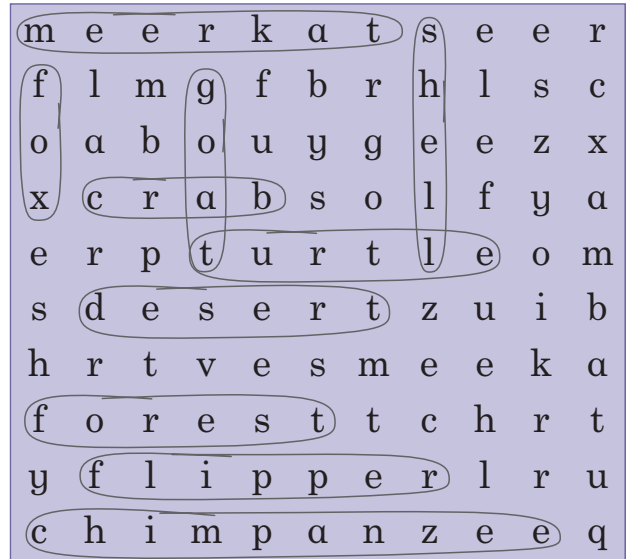 m e e r k a t s e e r
f l m g f b r h l s c
o a b o u y g e e z x
x c r a b s o l f y a
e r p t u r t l e o m
s d e s e r t z u i b
h r t v e s m e e k a
f o r e s t t c h r t
y f l i p p e r l r u
c h i m p a n z e e q